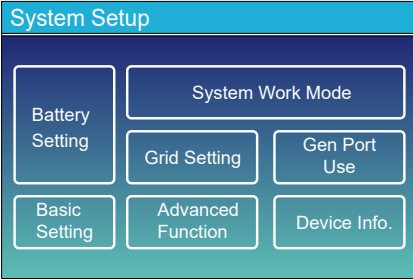 System Setup
Battery
Setting
System Work Mode
Grid Setting
Gen Port
Use
Basic
Setting
Advanced
Function
Device Info.